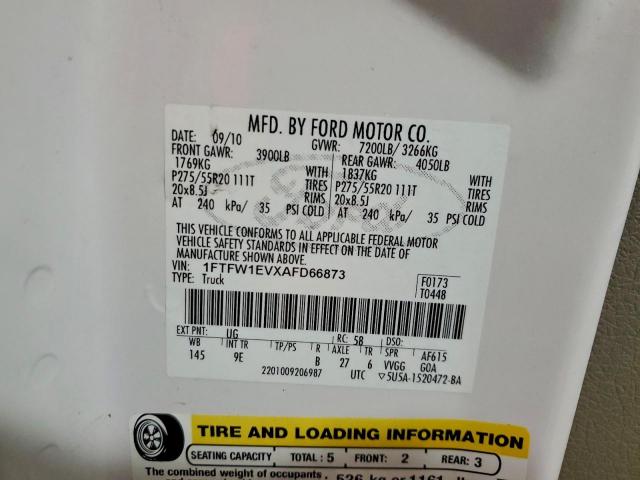 MFD. BY FORD MOTOR CO.
DATE: 09/10 GVWR: 7200LB/ 3266KG
FRONT GAWR: 3900LB REAR GAWR: 4050LB
1769KG WITH 1837KG WITH
P275/55R20 111T TIRES P275/55R20 111T TIRES
20x8.5J RIMS 20x8.5J RIMS
AT 240 kPa/ 35 PSI COLD AT 240 kPa/ 35 PSI COLD
THIS VEHICLE CONFORMS TO ALL APPLICABLE FEDERAL MOTOR
VEHICLE SAFETY STANDARDS IN EFFECT ON THE DATE OF
MANUFACTURE SHOWN ABOVE.
VIN: 1FTFW1EVXAFD66873 F0173
TYPE: Truck T0448
EXT PNT: UG RC: 58 DSO:
WB INT TR TP/PS R AXLE TR SPR AF615
145 9E B 27 6 VVGG GOA
2201009206987 UTC ▽5U5A-1520472-BA
TIRE AND LOADING INFORMATION
SEATING CAPACITY TOTAL : 5 FRONT: 2 REAR: 3
The combined weight of occupants